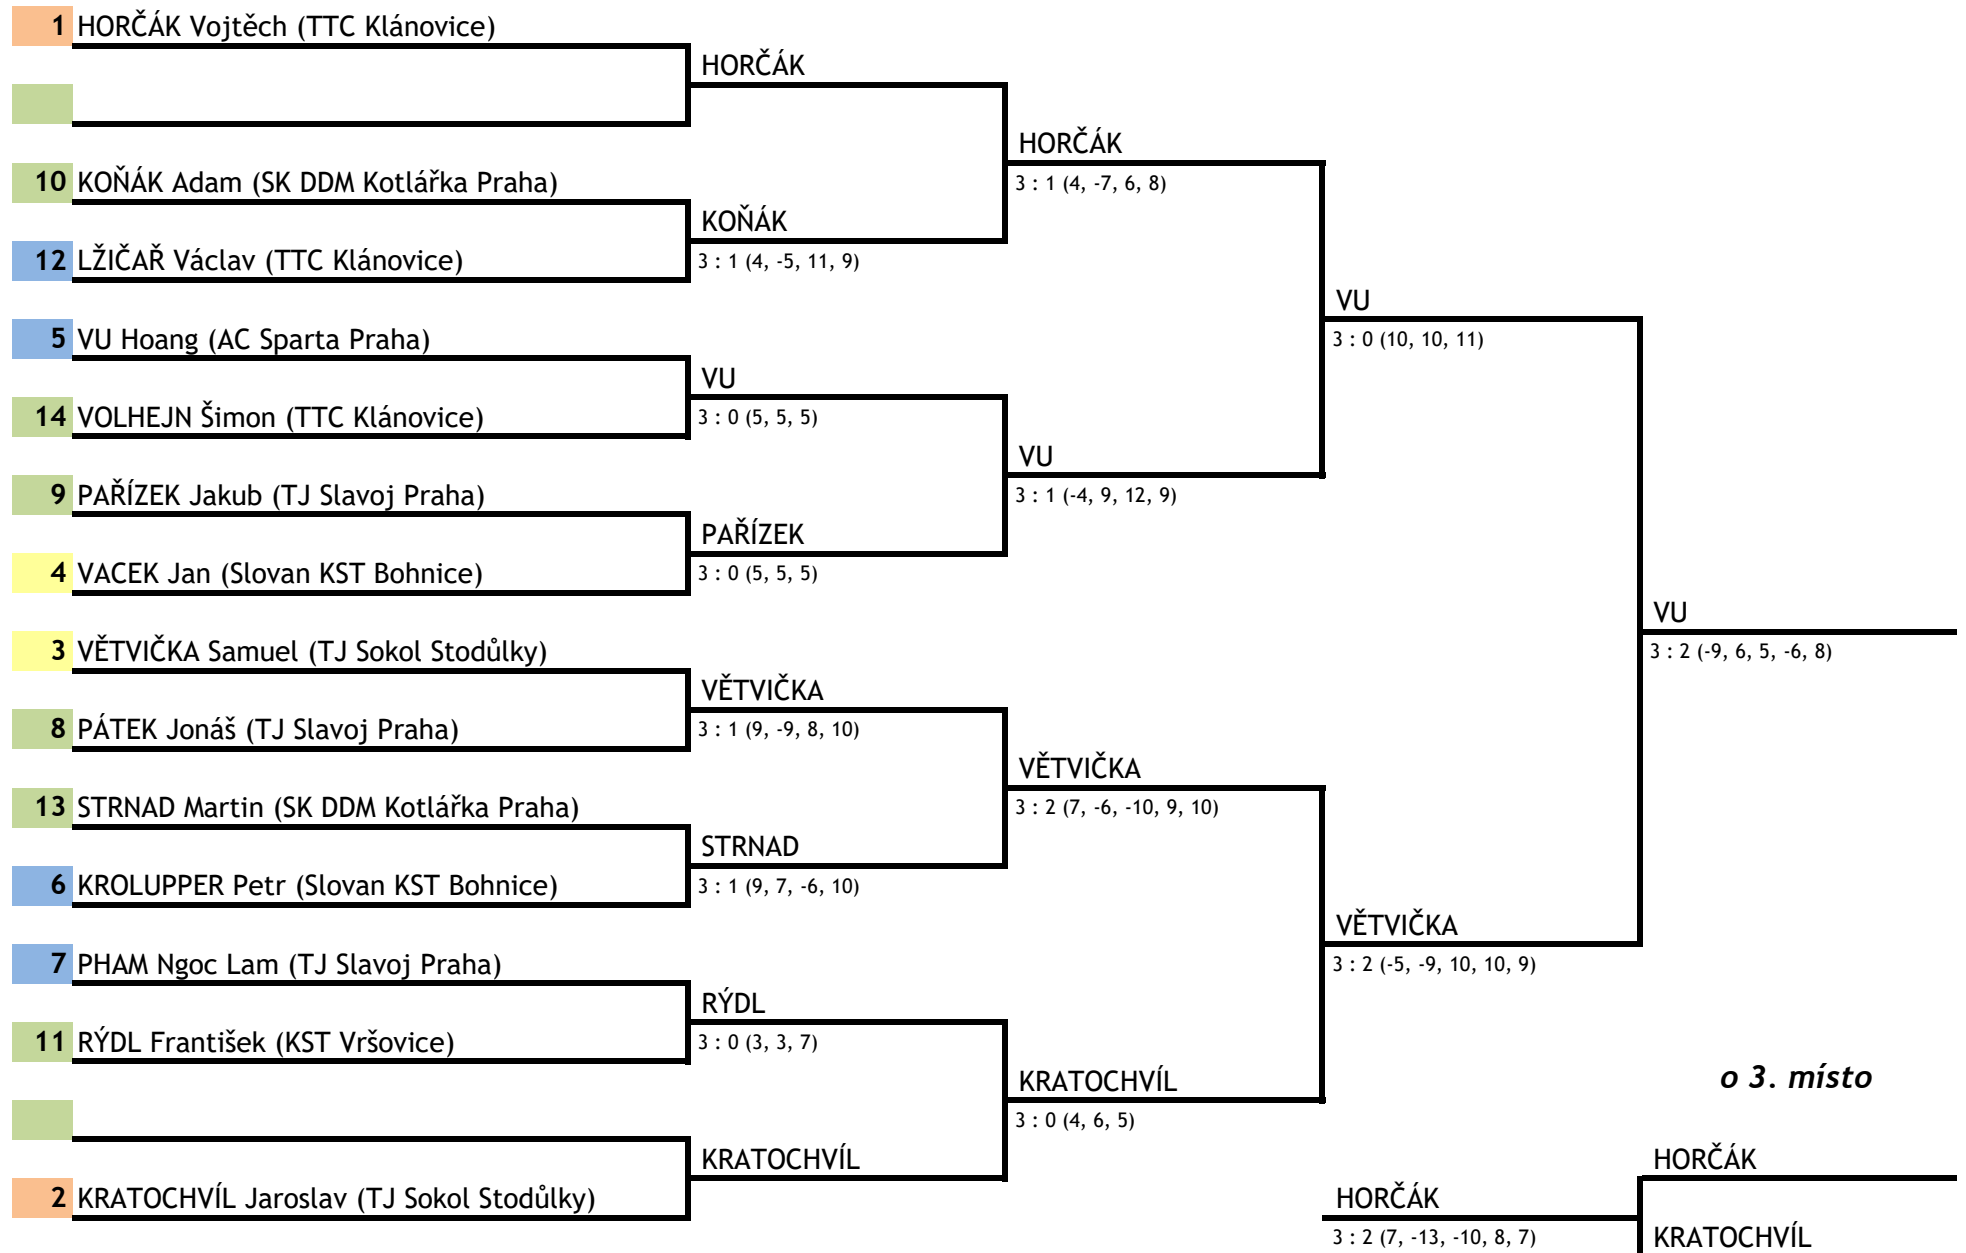 1 HORČÁK Vojtěch (TTC Klánovice)
HORČÁK
HORČÁK
3 : 1 (4, -7, 6, 8)
10 KOŇÁK Adam (SK DDM Kotlářka Praha)
KOŇÁK
3 : 1 (4, -5, 11, 9)
12 LŽIČAŘ Václav (TTC Klánovice)
VU
3 : 0 (10, 10, 11)
5 VU Hoang (AC Sparta Praha)
VU
3 : 0 (5, 5, 5)
14 VOLHEJN Šimon (TTC Klánovice)
VU
3 : 1 (-4, 9, 12, 9)
9 PAŘÍZEK Jakub (TJ Slavoj Praha)
PAŘÍZEK
3 : 0 (5, 5, 5)
4 VACEK Jan (Slovan KST Bohnice)
VU
3 : 2 (-9, 6, 5, -6, 8)
3 VĚTVIČKA Samuel (TJ Sokol Stodůlky)
VĚTVIČKA
3 : 1 (9, -9, 8, 10)
8 PÁTEK Jonáš (TJ Slavoj Praha)
VĚTVIČKA
3 : 2 (7, -6, -10, 9, 10)
13 STRNAD Martin (SK DDM Kotlářka Praha)
STRNAD
3 : 1 (9, 7, -6, 10)
6 KROLUPPER Petr (Slovan KST Bohnice)
VĚTVIČKA
3 : 2 (-5, -9, 10, 10, 9)
7 PHAM Ngoc Lam (TJ Slavoj Praha)
RÝDL
3 : 0 (3, 3, 7)
11 RÝDL František (KST Vršovice)
KRATOCHVÍL
3 : 0 (4, 6, 5)
KRATOCHVÍL
2 KRATOCHVÍL Jaroslav (TJ Sokol Stodůlky)
o 3. místo
HORČÁK
HORČÁK
3 : 2 (7, -13, -10, 8, 7)
KRATOCHVÍL